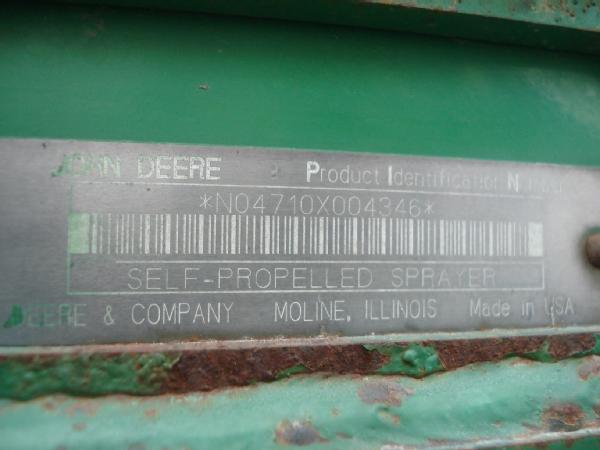 JOHN DEERE Product Identification Number
*N04710X004346*
SELF-PROPELLED SPRAYER
DEERE & COMPANY MOLINE, ILLINOIS Made in USA